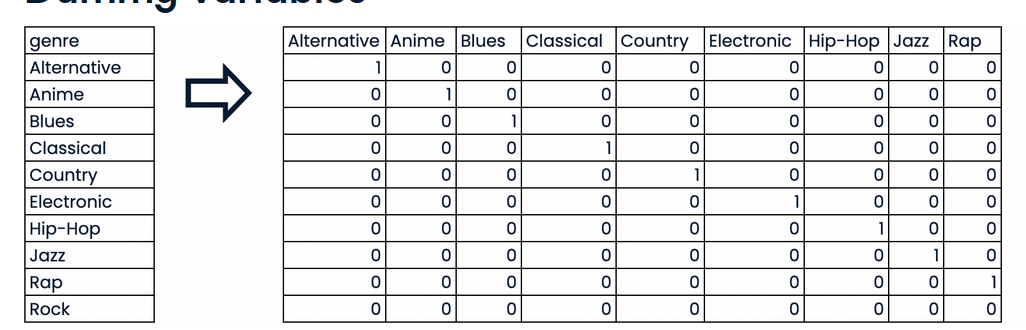 Dummy variables
genre Alternative Anime Blues Classical Country Electronic Hip-Hop Jazz Rap
Alternative 1 0 0 0 0 0 0 0 0
Anime 0 1 0 0 0 0 0 0 0
Blues 0 0 1 0 0 0 0 0 0
Classical 0 0 0 1 0 0 0 0 0
Country 0 0 0 0 1 0 0 0 0
Electronic 0 0 0 0 0 1 0 0 0
Hip-Hop 0 0 0 0 0 0 1 0 0
Jazz 0 0 0 0 0 0 0 1 0
Rap 0 0 0 0 0 0 0 0 1
Rock 0 0 0 0 0 0 0 0 0